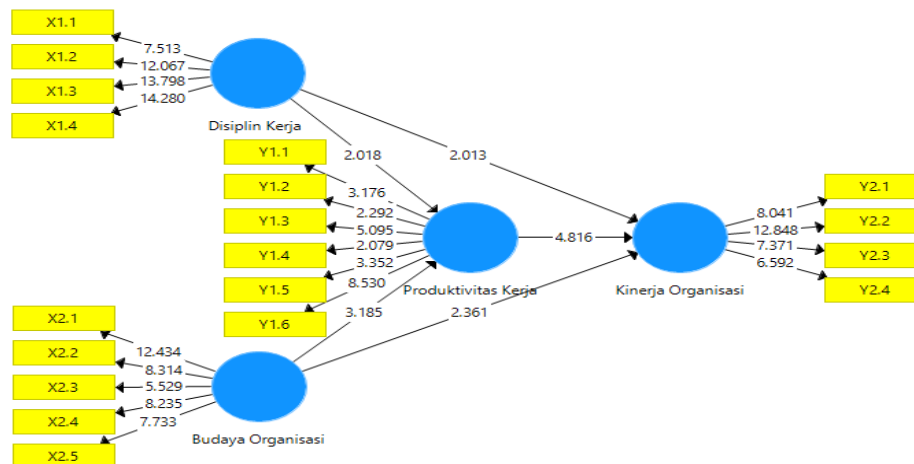 X1.1
X1.2
X1.3
X1.4
7.513
12.067
13.798
14.280
Disiplin Kerja
2.018
2.013
Y1.1
Y1.2
Y1.3
Y1.4
Y1.5
Y1.6
3.176
2.292
5.095
2.079
3.352
8.530
Produktivitas Kerja
4.816
Kinerja Organisasi
8.041
12.848
7.371
6.592
Y2.1
Y2.2
Y2.3
Y2.4
3.185
2.361
X2.1
X2.2
X2.3
X2.4
X2.5
12.434
8.314
5.529
8.235
7.733
Budaya Organisasi